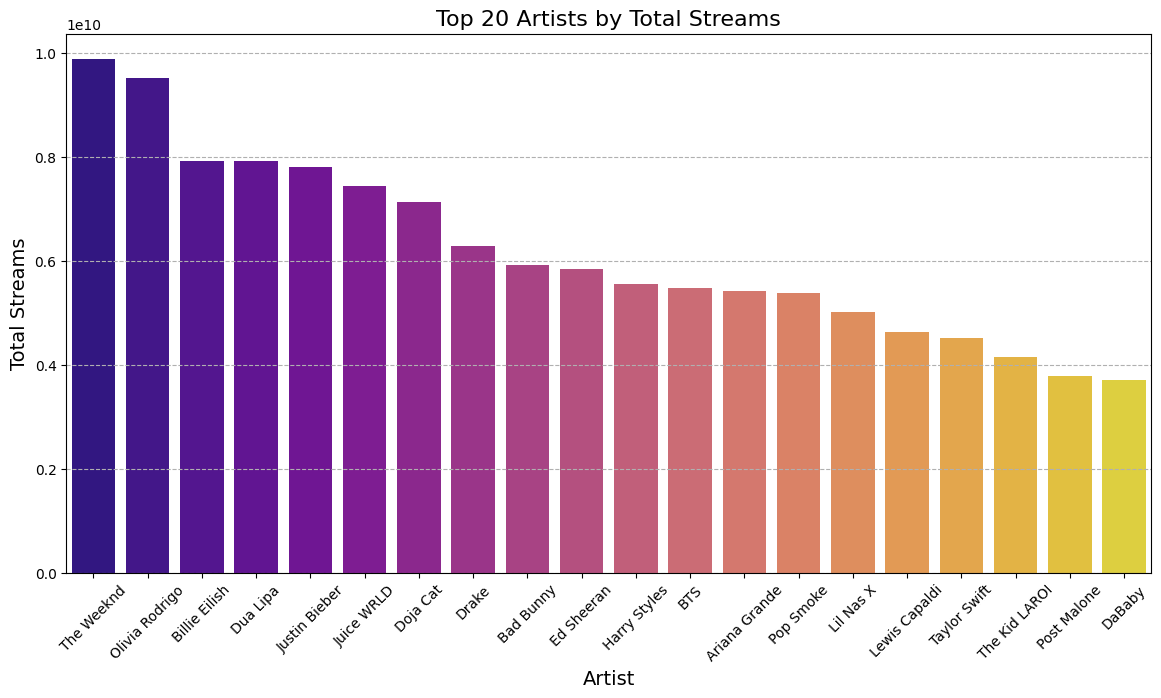 Top 20 Artists by Total Streams
1e10
Total Streams
1.0
0.8
0.6
0.4
0.2
0.0
The Weeknd
Olivia Rodrigo
Billie Eilish
Dua Lipa
Justin Bieber
Juice WRLD
Doja Cat
Drake
Bad Bunny
Ed Sheeran
Harry Styles
BTS
Ariana Grande
Pop Smoke
Lil Nas X
Lewis Capaldi
Taylor Swift
The Kid LAROI
Post Malone
DaBaby
Artist